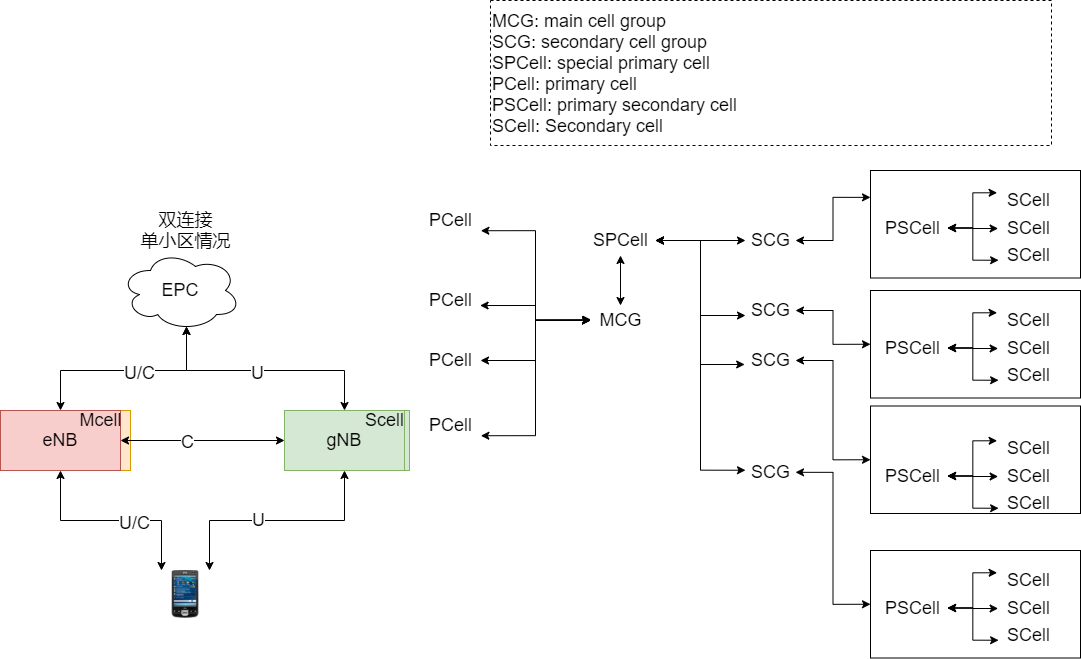 MCG: main cell group
SCG: secondary cell group
SPCell: special primary cell
PCell: primary cell
PSCell: primary secondary cell
SCell: Secondary cell
双连接
单小区情况
EPC
U/C
U
Mcell
eNB
C
Scell
gNB
U/C
U
PCell
PCell
PCell
PCell
SPCell
MCG
SCG
SCG
SCG
SCG
PSCell
SCell
SCell
SCell
PSCell
SCell
SCell
SCell
PSCell
SCell
SCell
SCell
PSCell
SCell
SCell
SCell